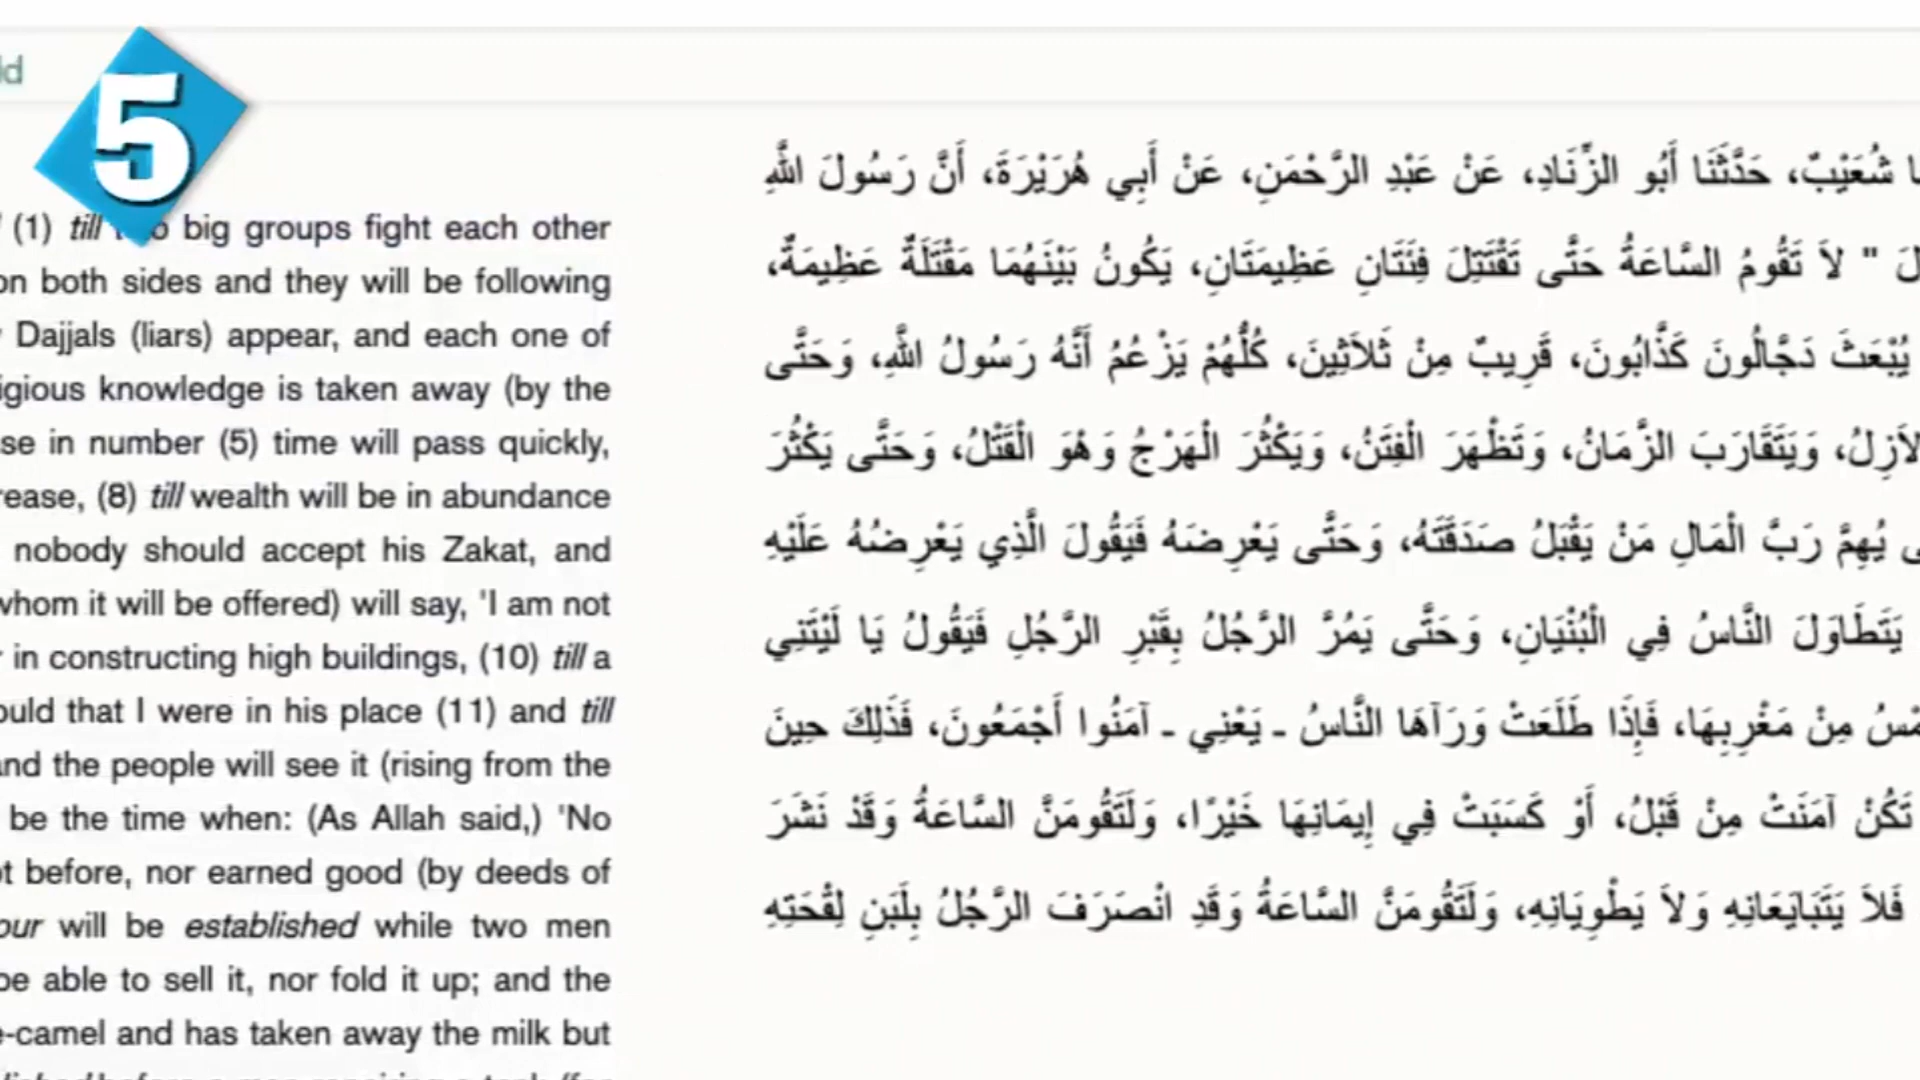 5
(1) till big groups fight each other
on both sides and they will be following
Dajjals (liars) appear, and each one of
knowledge is taken away (by the
in number (5) time will pass quickly,
(8) till wealth will be in abundance
nobody should accept his Zakat, and
whom it will be offered) will say, 'I am not
in constructing high buildings, (10) till a
that I were in his place (11) and till
and the people will see it (rising from the
be the time when: (As Allah said,) 'No
before, nor earned good (by deeds of
will be established while two men
be able to sell it, nor fold it up; and the
-camel and has taken away the milk but
شُعَيْبٌ، حَدَّثَنَا أَبُو الزِّنَادِ، عَنْ عَبْدِ الرَّحْمَنِ، عَنْ أَبِي هُرَيْرَةَ، أَنَّ رَسُولَ اللَّهِ
" لاَ تَقُومُ السَّاعَةُ حَتَّى تَقْتَتِلَ فِئَتَانِ عَظِيمَتَانِ، يَكُونُ بَيْنَهُمَا مَقْتَلَةٌ عَظِيمَةٌ،
يُبْعَثَ دَجَّالُونَ كَذَّابُونَ، قَرِيبٌ مِنْ ثَلاَثِينَ، كُلُّهُمْ يَزْعُمُ أَنَّهُ رَسُولُ اللَّهِ، وَحَتَّى
وَيَتَقَارَبَ الزَّمَانُ، وَتَظْهَرَ الْفِتَنُ، وَيَكْثُرَ الْهَرْجُ وَهْوَ الْقَتْلُ، وَحَتَّى يَكْثُرَ
يُهِمَّ رَبَّ الْمَالِ مَنْ يَقْبَلُ صَدَقَتَهُ، وَحَتَّى يَعْرِضَهُ فَيَقُولَ الَّذِي يَعْرِضُهُ عَلَيْهِ
يَتَطَاوَلَ النَّاسُ فِي الْبُنْيَانِ، وَحَتَّى يَمُرَّ الرَّجُلُ بِقَبْرِ الرَّجُلِ فَيَقُولُ يَا لَيْتَنِي
مِنْ مَغْرِبِهَا، فَإِذَا طَلَعَتْ وَرَآهَا النَّاسُ ـ يَعْنِي ـ آمَنُوا أَجْمَعُونَ، فَذَلِكَ حِينَ
تَكُنْ آمَنَتْ مِنْ قَبْلُ، أَوْ كَسَبَتْ فِي إِيمَانِهَا خَيْرًا، وَلَتَقُومَنَّ السَّاعَةُ وَقَدْ نَشَرَ
فَلاَ يَتَبَايَعَانِهِ وَلاَ يَطْوِيَانِهِ، وَلَتَقُومَنَّ السَّاعَةُ وَقَدِ انْصَرَفَ الرَّجُلُ بِلَبَنِ لِقْحَتِهِ